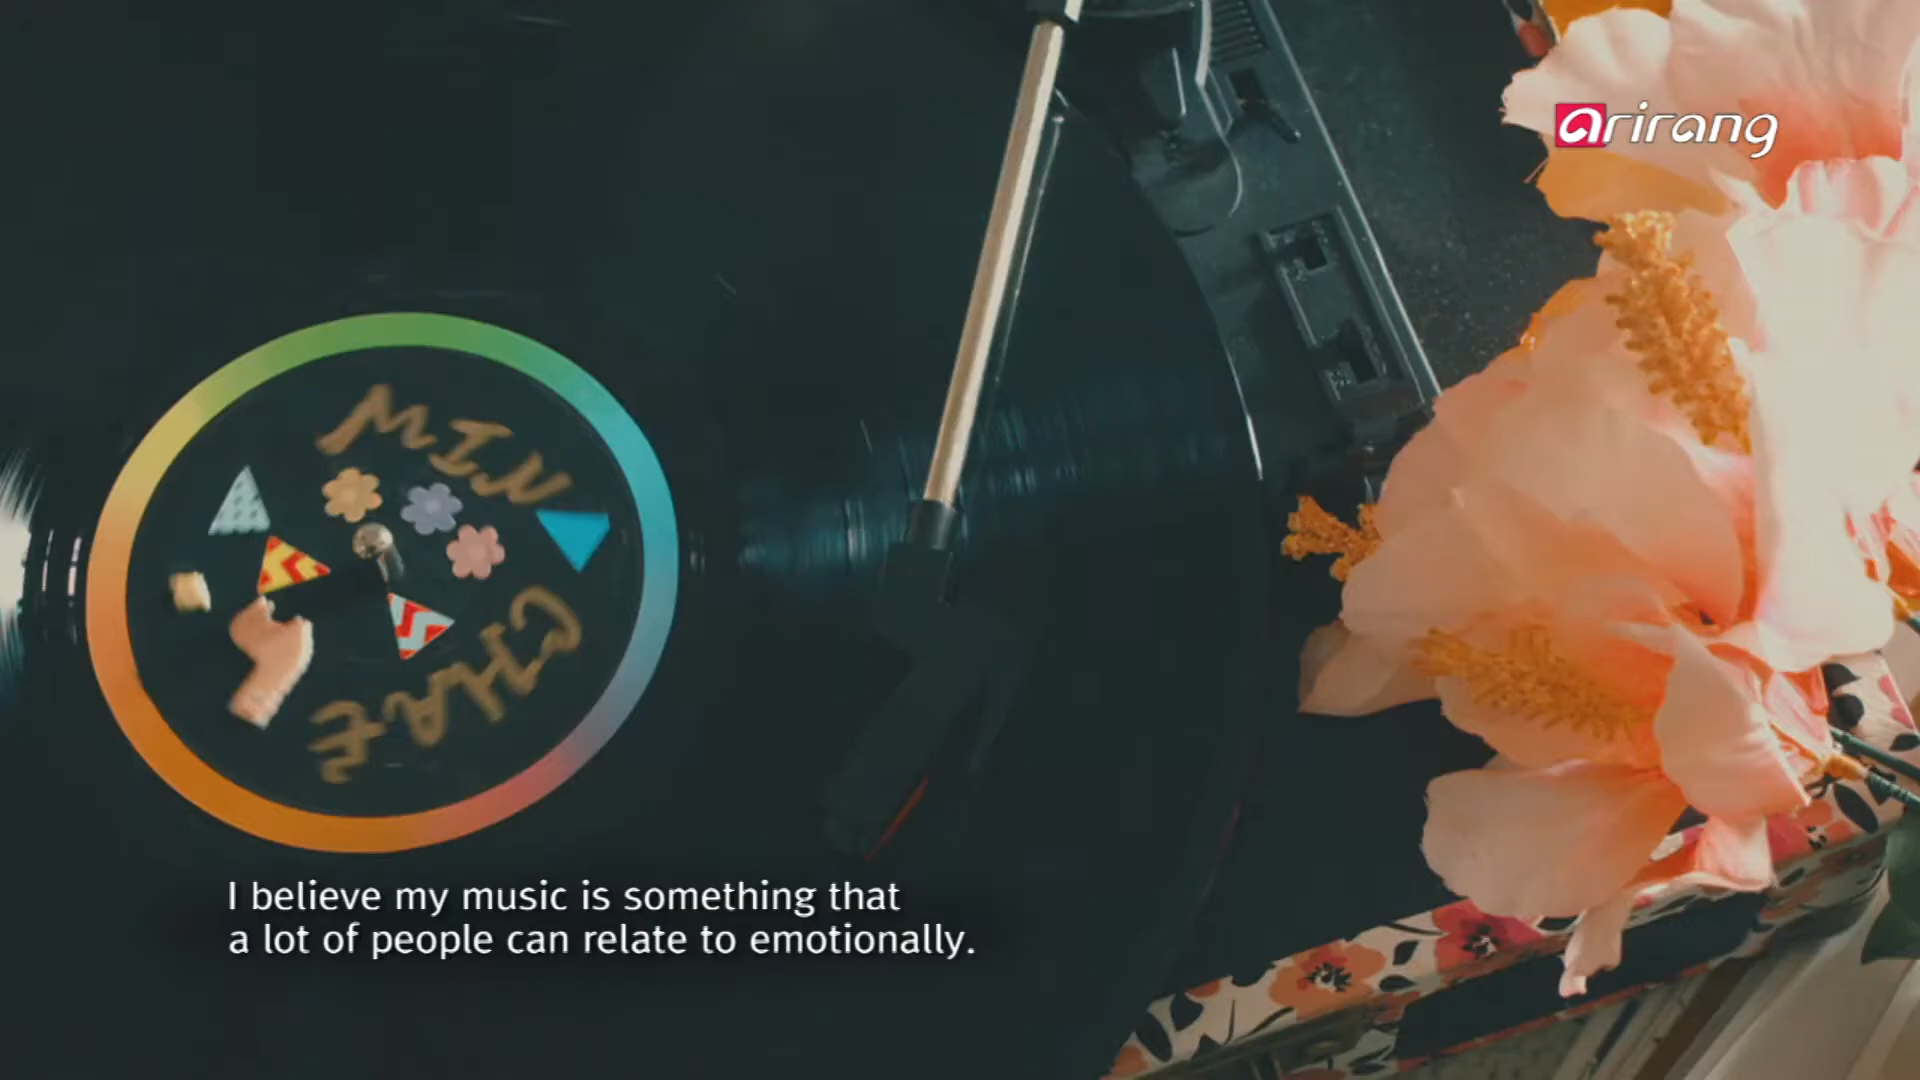 arirang
MIN
CHAE
I believe my music is something that
a lot of people can relate to emotionally.